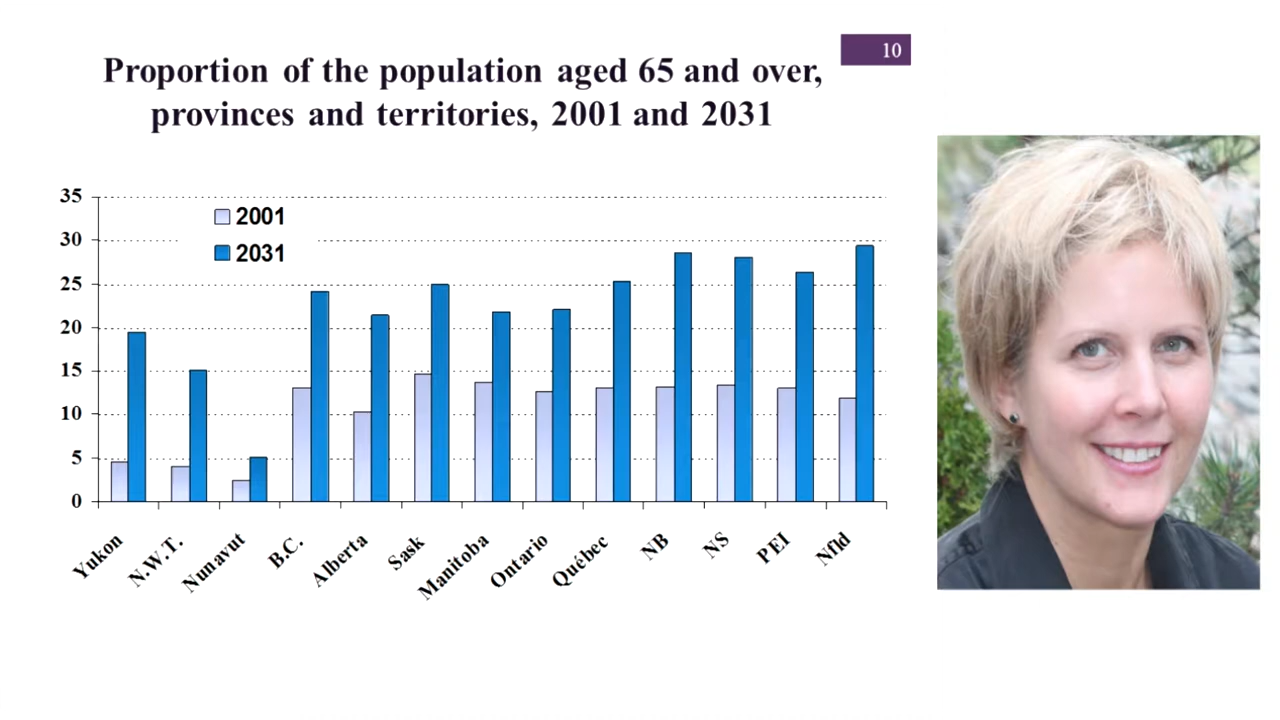 10
Proportion of the population aged 65 and over,
provinces and territories, 2001 and 2031
35
30
25
20
15
10
5
0
2001
2031
Yukon
N.W.T.
Nunavut
B.C.
Alberta
Sask
Manitoba
Ontario
Québec
NB
NS
PEI
Nfld